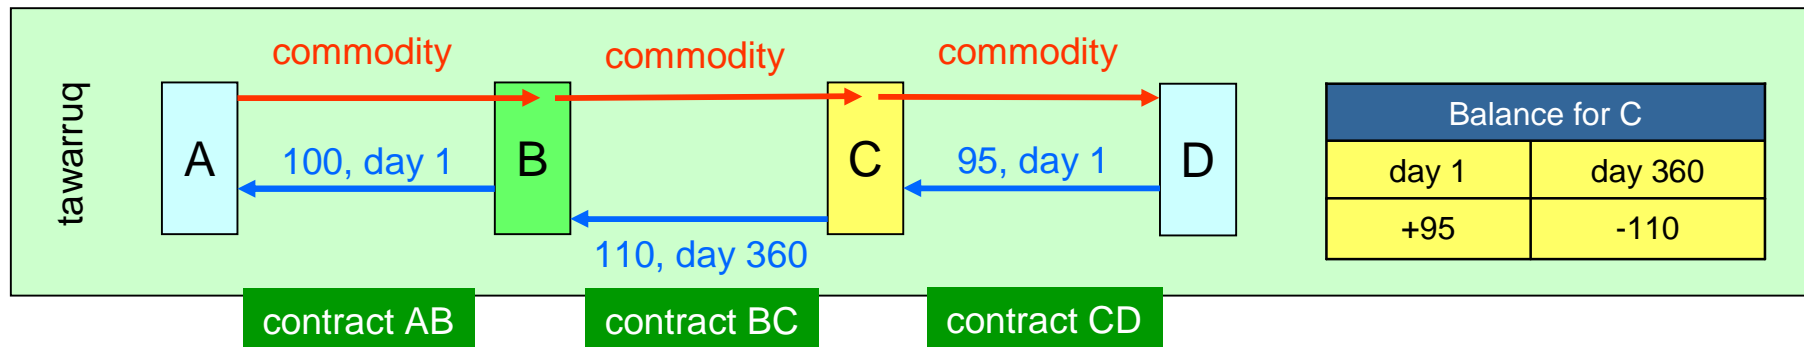 tawarruq
commodity
commodity
commodity
A
100, day 1
B
110, day 360
C
95, day 1
D
Balance for C
day 1 day 360
+95 -110
contract AB
contract BC
contract CD